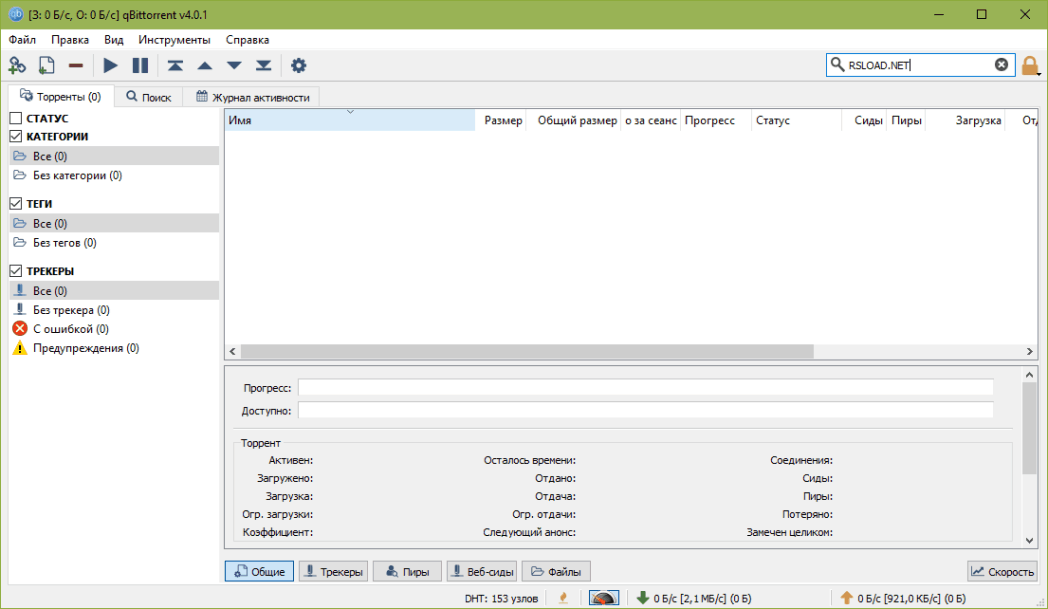 [З: 0 Б/с, О: 0 Б/с] qBittorrent v4.0.1
Файл Правка Вид Инструменты Справка
RSLOAD.NET
Торренты (0) Поиск Журнал активности
СТАТУС
КАТЕГОРИИ
Все (0)
Без категории (0)
ТЕГИ
Все (0)
Без тегов (0)
ТРЕКЕРЫ
Все (0)
Без трекера (0)
С ошибкой (0)
Предупреждения (0)
Имя Размер Общий размер о за сеанс Прогресс Статус Сиды Пиры Загрузка От
Прогресс:
Доступно:
Торрент
Активен: Осталось времени: Соединения:
Загружено: Отдано: Сиды:
Загрузка: Отдача: Пиры:
Огр. загрузки: Огр. отдачи: Потеряно:
Коэффициент: Следующий анонс: Замечен целиком:
Общие Трекеры Пиры Веб-сиды Файлы Скорость
DHT: 153 узлов 0 Б/с [2,1 МБ/с] (0 Б) 0 Б/с [921,0 КБ/с] (0 Б)